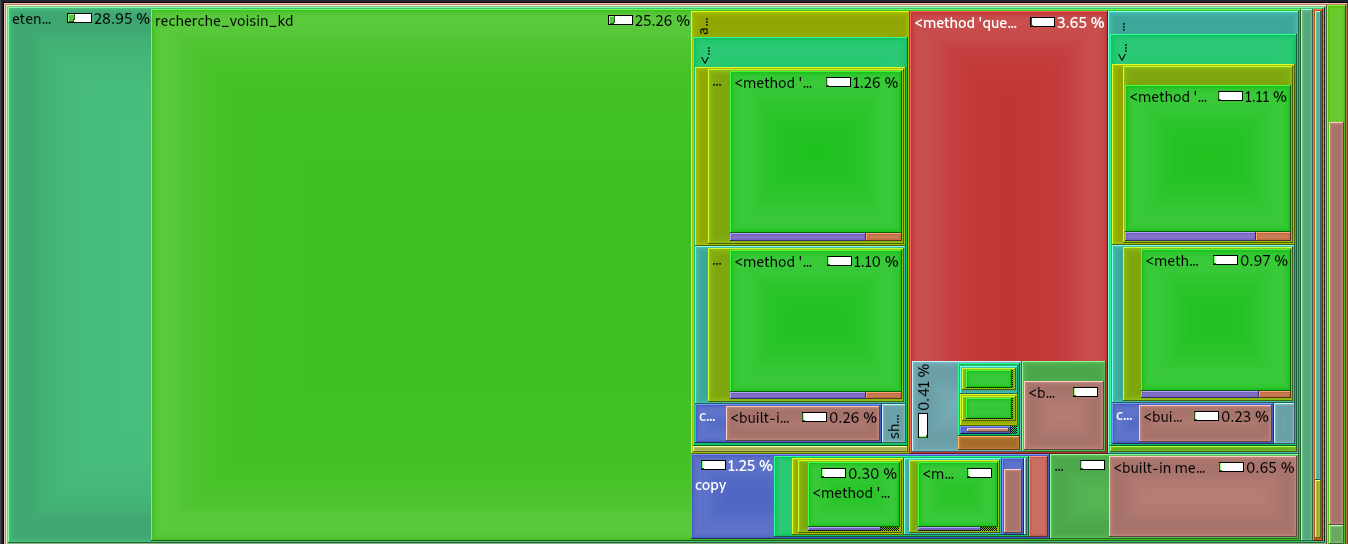 eten... 28.95 %
recherche_voisin_kd 25.26 %
a...
<...
... <method '... 1.26 %
... <method '... 1.10 %
c... <built-i... 0.26 % sh...
<method 'que... 3.65 %
0.41 %
<b...
...
<...
<method '... 1.11 %
<meth... 0.97 %
c... <bui... 0.23 %
1.25 %
copy
0.30 %
<method '...
<m...
...
<built-in me... 0.65 %